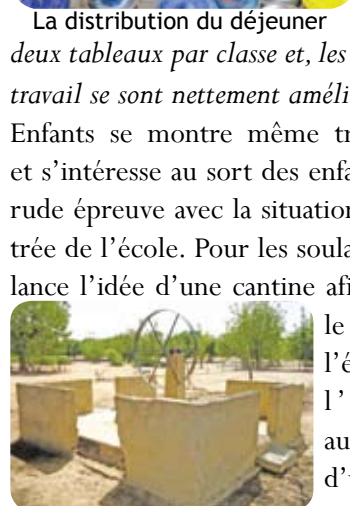 La distribution du déjeuner
deux tableaux par classe et, les
travail se sont nettement améli
Enfants se montre même tr
et s’intéresse au sort des enfa
rude épreuve avec la situation
trée de l’école. Pour les soula
lance l’idée d’une cantine afi
le
l’é
l’
au
d’